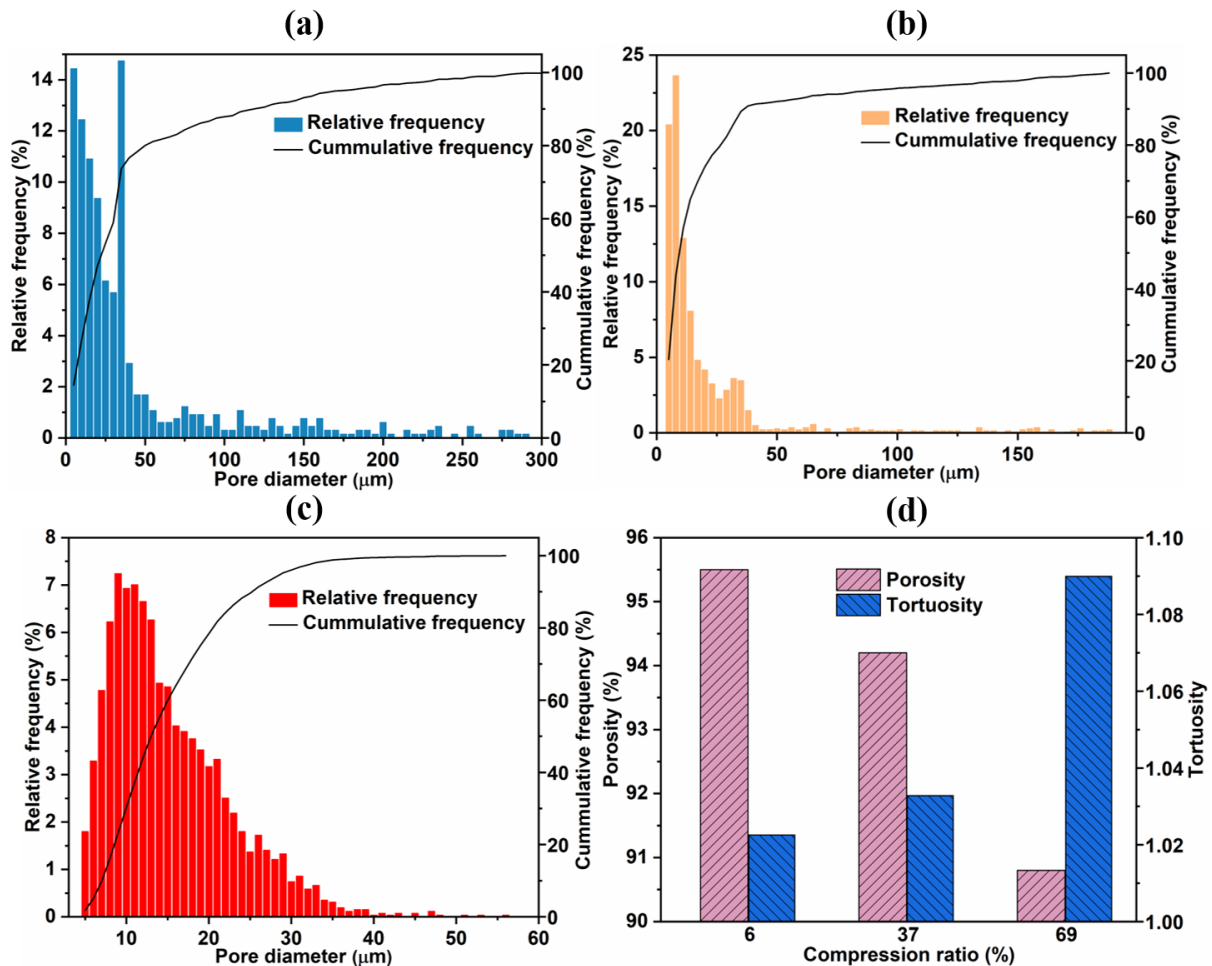 (a)
Relative frequency (%)
14
12
10
8
6
4
2
0
Relative frequency
Cummulative frequency
100
80
60
40
20
0
Cummulative frequency (%)
0 50 100 150 200 250 300
Pore diameter (μm)
(b)
Relative frequency (%)
25
20
15
10
5
0
Relative frequency
Cummulative frequency
100
80
60
40
20
0
Cummulative frequency (%)
0 50 100 150
Pore diameter (μm)
(c)
Relative frequency (%)
8
7
6
5
4
3
2
1
0
Relative frequency
Cummulative frequency
100
80
60
40
20
0
Cummulative frequency (%)
10 20 30 40 50 60
Pore diameter (μm)
(d)
Porosity (%)
96
95
94
93
92
91
90
Porosity
Tortuosity
1.10
1.08
1.06
1.04
1.02
1.00
Tortuosity
6 37 69
Compression ratio (%)